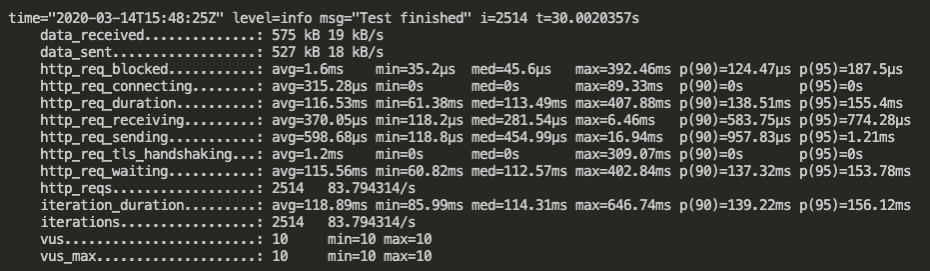 time="2020-03-14T15:48:25Z" level=info msg="Test finished" i=2514 t=30.0020357s
data_received..............: 575 kB 19 kB/s
data_sent..................: 527 kB 18 kB/s
http_req_blocked...........: avg=1.6ms    min=35.2µs  med=45.6µs   max=392.46ms p(90)=124.47µs p(95)=187.5µs
http_req_connecting........: avg=315.28µs min=0s      med=0s       max=89.33ms  p(90)=0s       p(95)=0s
http_req_duration..........: avg=116.53ms min=61.38ms med=113.49ms max=407.88ms p(90)=138.51ms p(95)=155.4ms
http_req_receiving.........: avg=370.05µs min=118.2µs med=281.54µs max=6.46ms   p(90)=583.75µs p(95)=774.28µs
http_req_sending...........: avg=598.68µs min=118.8µs med=454.99µs max=16.94ms  p(90)=957.83µs p(95)=1.21ms
http_req_tls_handshaking...: avg=1.2ms    min=0s      med=0s       max=309.07ms p(90)=0s       p(95)=0s
http_req_waiting...........: avg=115.56ms min=60.82ms med=112.57ms max=402.84ms p(90)=137.32ms p(95)=153.78ms
http_reqs..................: 2514   83.794314/s
iteration_duration.........: avg=118.89ms min=85.99ms med=114.31ms max=646.74ms p(90)=139.22ms p(95)=156.12ms
iterations.................: 2514   83.794314/s
vus........................: 10     min=10 max=10
vus_max....................: 10     min=10 max=10